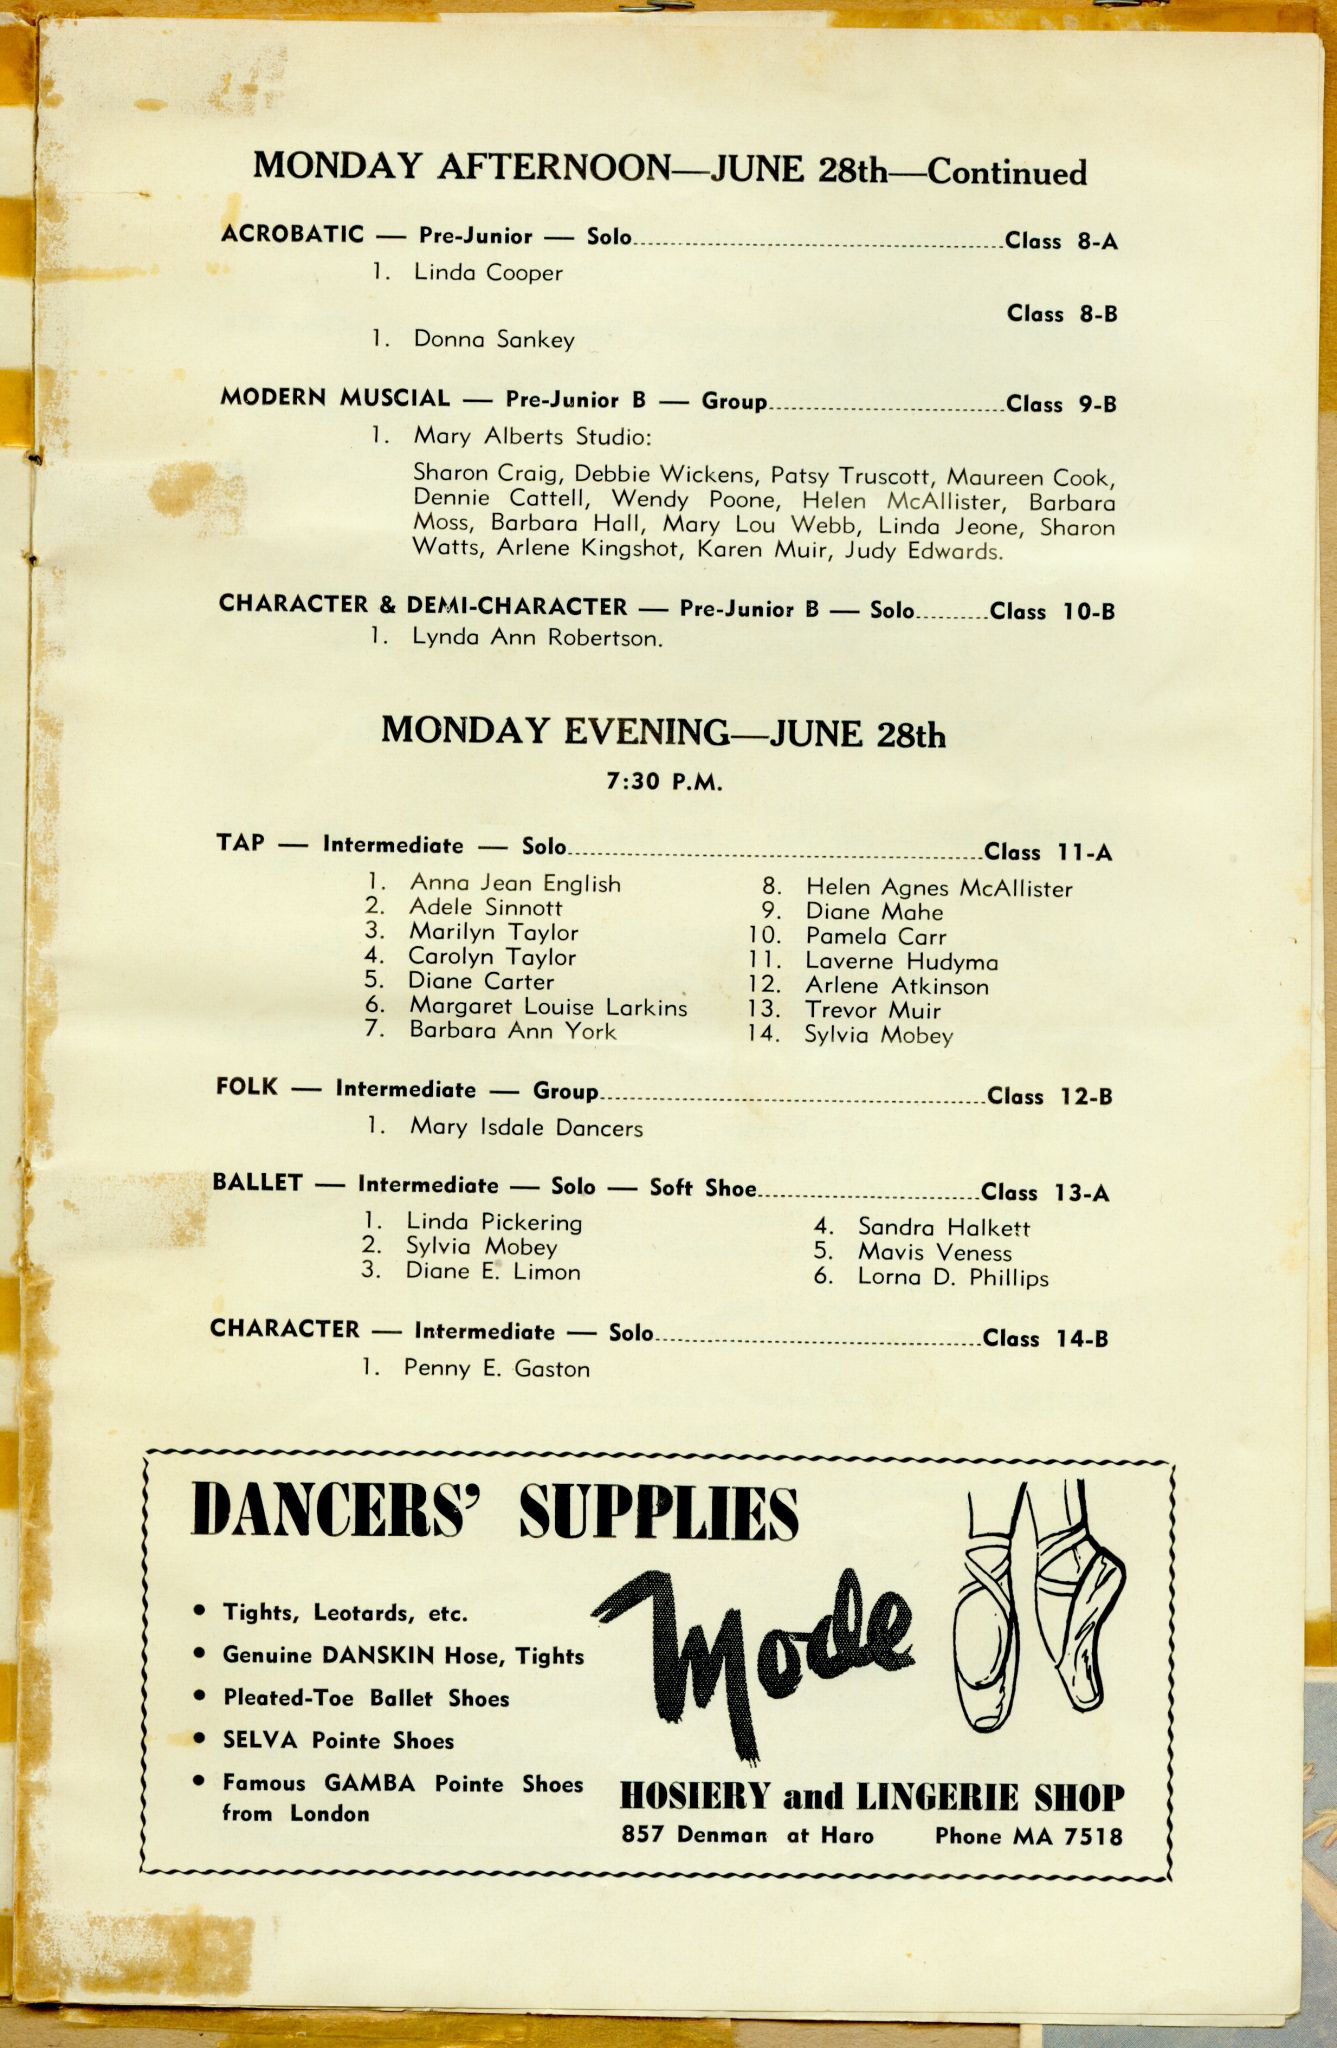 MONDAY AFTERNOON—JUNE 28th—Continued
ACROBATIC — Pre-Junior — Solo........Class 8-A
1. Linda Cooper
Class 8-B
1. Donna Sankey
MODERN MUSCIAL — Pre-Junior B — Group........Class 9-B
1. Mary Alberts Studio:
Sharon Craig, Debbie Wickens, Patsy Truscott, Maureen Cook,
Dennie Cattell, Wendy Poone, Helen McAllister, Barbara
Moss, Barbara Hall, Mary Lou Webb, Linda Jeone, Sharon
Watts, Arlene Kingshot, Karen Muir, Judy Edwards.
CHARACTER & DEMI-CHARACTER — Pre-Junior B — Solo........Class 10-B
1. Lynda Ann Robertson.
MONDAY EVENING—JUNE 28th
7:30 P.M.
TAP — Intermediate — Solo........Class 11-A
1. Anna Jean English
2. Adele Sinnott
3. Marilyn Taylor
4. Carolyn Taylor
5. Diane Carter
6. Margaret Louise Larkins
7. Barbara Ann York
8. Helen Agnes McAllister
9. Diane Mahe
10. Pamela Carr
11. Laverne Hudyma
12. Arlene Atkinson
13. Trevor Muir
14. Sylvia Mobey
FOLK — Intermediate — Group........Class 12-B
1. Mary Isdale Dancers
BALLET — Intermediate — Solo — Soft Shoe........Class 13-A
1. Linda Pickering
2. Sylvia Mobey
3. Diane E. Limon
4. Sandra Halkett
5. Mavis Veness
6. Lorna D. Phillips
CHARACTER — Intermediate — Solo........Class 14-B
1. Penny E. Gaston
DANCERS' SUPPLIES
• Tights, Leotards, etc.
• Genuine DANSKIN Hose, Tights
• Pleated-Toe Ballet Shoes
• SELVA Pointe Shoes
• Famous GAMBA Pointe Shoes
from London
Mode
HOSIERY and LINGERIE SHOP
857 Denman at Haro Phone MA 7518